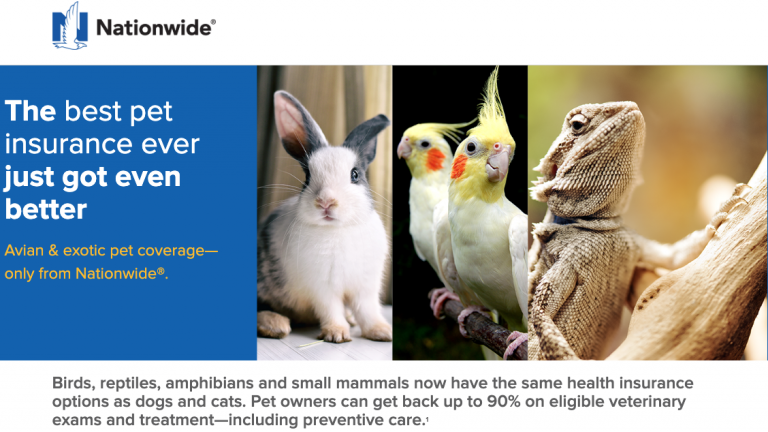 Nationwide®
The best pet
insurance ever
just got even
better
Avian & exotic pet coverage—
only from Nationwide®.
Birds, reptiles, amphibians and small mammals now have the same health insurance
options as dogs and cats. Pet owners can get back up to 90% on eligible veterinary
exams and treatment—including preventive care.¹